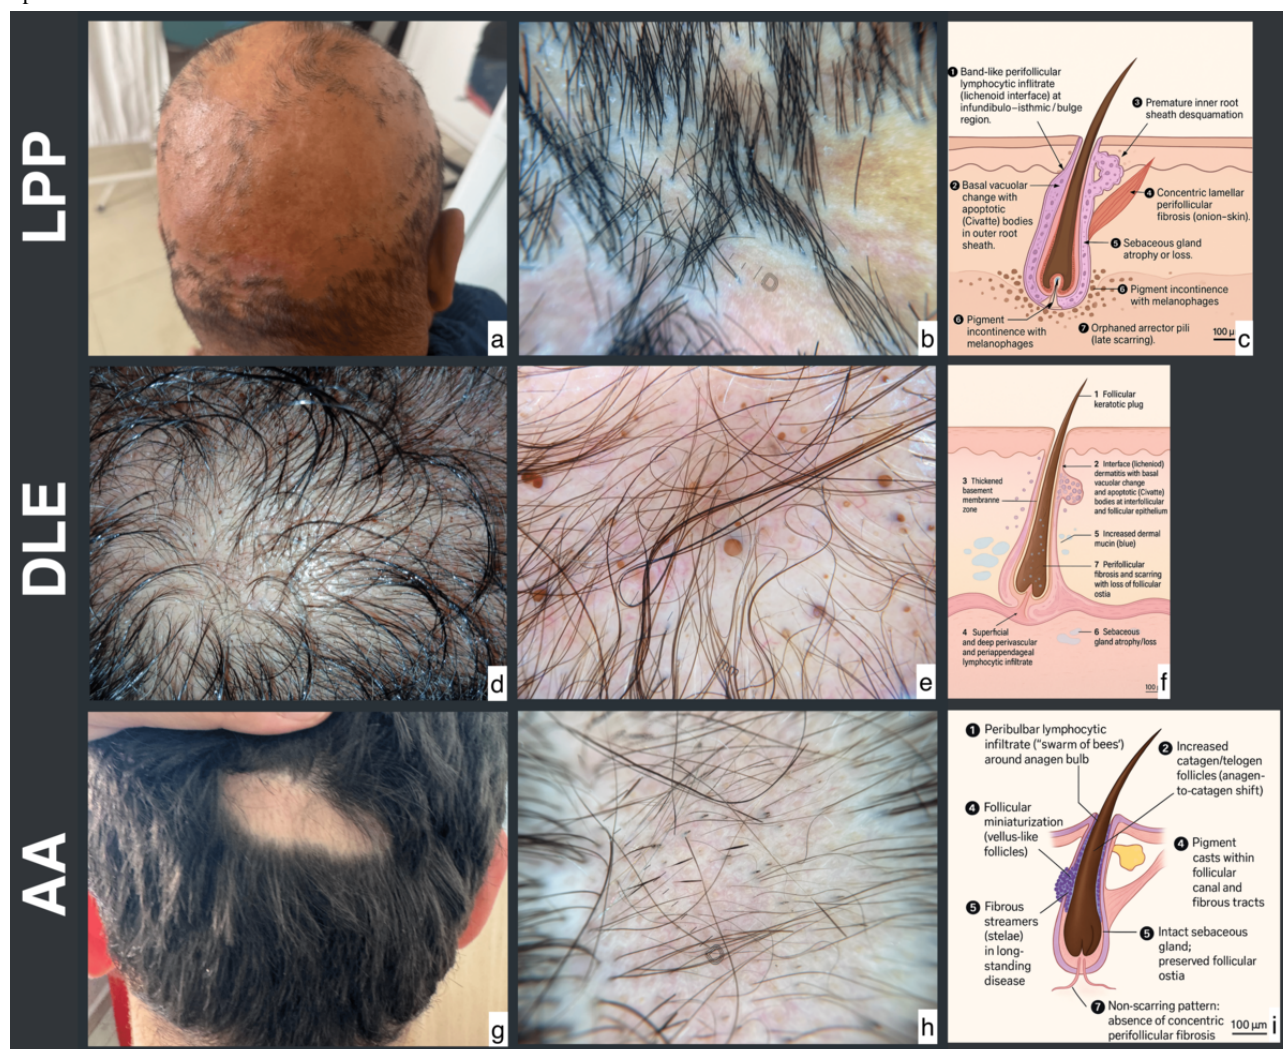 LPP
a
b
❶ Band-like perifollicular
lymphocytic infiltrate
(lichenoid interface) at
infundibulo–isthmic / bulge
region.
❸ Premature inner root
sheath desquamation
❷ Basal vacuolar
change with
apoptotic
(Civatte) bodies
in outer root
sheath.
❹ Concentric lamellar
perifollicular
fibrosis (onion-skin).
❺ Sebaceous gland
atrophy or loss.
❻ Pigment incontinence
with melanophages
❻ Pigment
incontinence with
melanophages
❼ Orphaned arrector pili
(late scarring).
100 µ
c
DLE
d
e
1 Follicular
keratotic plug
2 Interface (licheniod)
dermatitis with basal
vacuolar change
and apoptotic (Civatte)
bodies at interfollicular
and follicular epithelium
3 Thickened
basement
membranne
zone
5 Increased dermal
mucin (blue)
7 Perifollicular
fibrosis and scarring
with loss of follicular
ostia
4 Superficial
and deep perivascular
and periappendageal
lymphocytic infiltrate
6 Sebaceous
gland atrophy/loss
100
f
AA
g
h
❶ Peribulbar lymphocytic
infiltrate ("swarm of bees')
around anagen bulb
❷ Increased
catagen/telogen
follicles (anagen-
to-catagen shift)
❹ Follicular
miniaturization
(vellus-like
follicles)
❹ Pigment
casts within
follicular
canal and
fibrous tracts
❺ Fibrous
streamers
(stelae)
in long-
standing
disease
❺ Intact sebaceous
gland;
preserved follicular
ostia
❼ Non-scarring pattern:
absence of concentric
perifollicular fibrosis
100 µm
i